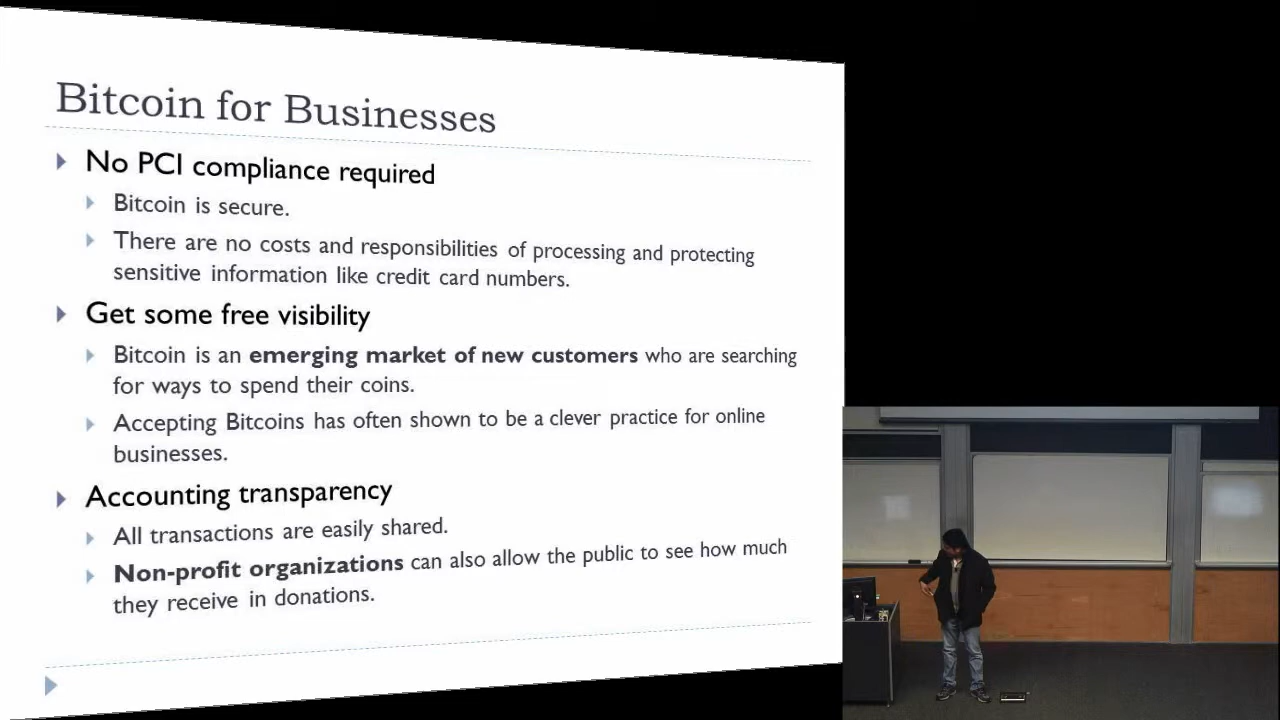 Bitcoin for Businesses
No PCI compliance required
Bitcoin is secure.
There are no costs and responsibilities of processing and protecting
sensitive information like credit card numbers.
Get some free visibility
Bitcoin is an emerging market of new customers who are searching
for ways to spend their coins.
Accepting Bitcoins has often shown to be a clever practice for online
businesses.
Accounting transparency
All transactions are easily shared.
Non-profit organizations can also allow the public to see how much
they receive in donations.